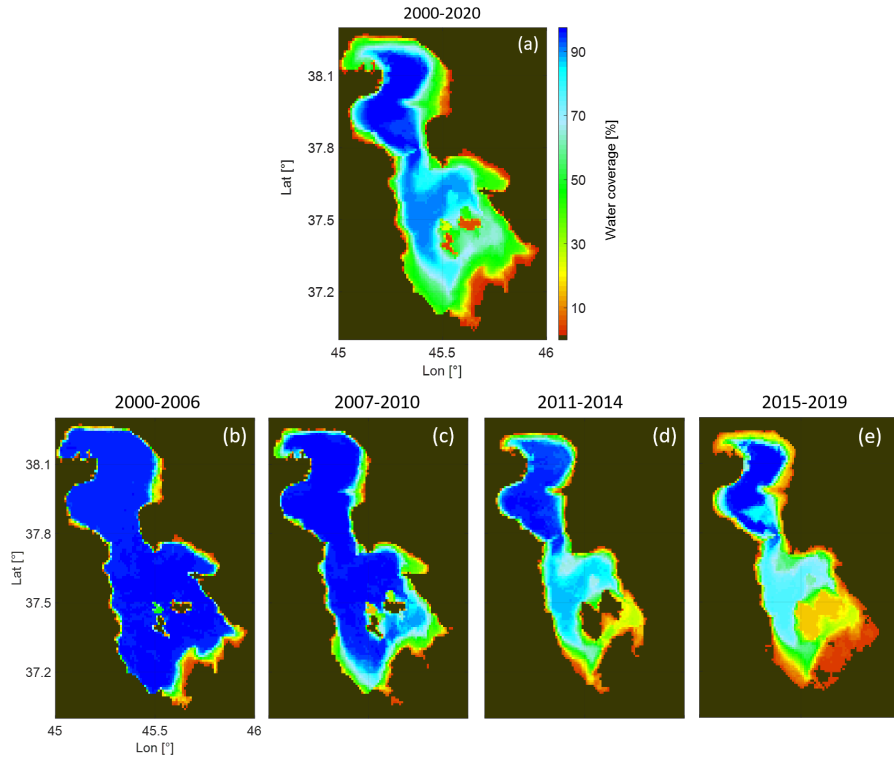 2000-2020
(a)
38.1
37.8
37.5
37.2
Lat [°]
45
45.5
46
Lon [°]
90
70
50
30
10
Water coverage [%]
2000-2006
2007-2010
2011-2014
2015-2019
(b)
(c)
(d)
(e)
38.1
37.8
37.5
37.2
Lat [°]
45
45.5
46
Lon [°]